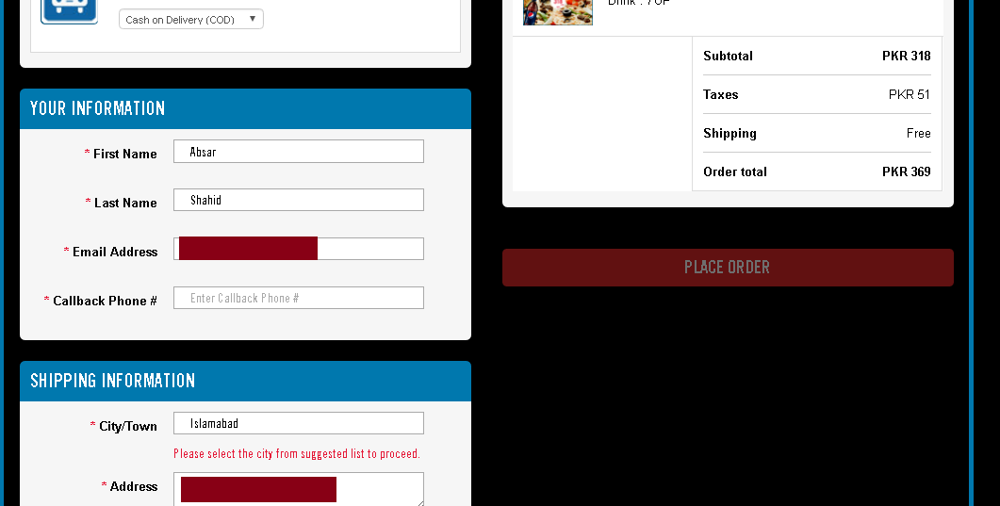 Cash on Delivery (COD)
YOUR INFORMATION
* First Name
Absar
* Last Name
Shahid
* Email Address
* Callback Phone #
Enter Callback Phone #
SHIPPING INFORMATION
* City/Town
Islamabad
Please select the city from suggested list to proceed.
* Address
Drink : 7UP
Subtotal PKR 318
Taxes PKR 51
Shipping Free
Order total PKR 369
PLACE ORDER